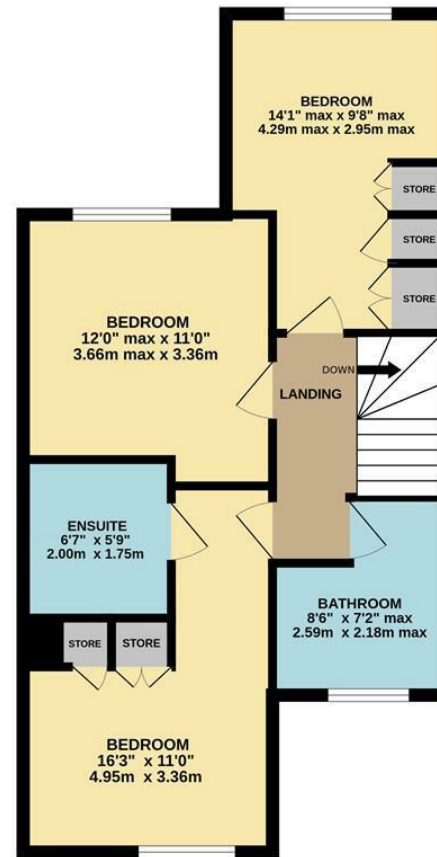 BEDROOM
14'1" max x 9'8" max
4.29m max x 2.95m max
STORE
STORE
STORE
BEDROOM
12'0" max x 11'0"
3.66m max x 3.36m
DOWN
LANDING
ENSUITE
6'7" x 5'9"
2.00m x 1.75m
BATHROOM
8'6" x 7'2" max
2.59m x 2.18m max
STORE
STORE
BEDROOM
16'3" x 11'0"
4.95m x 3.36m